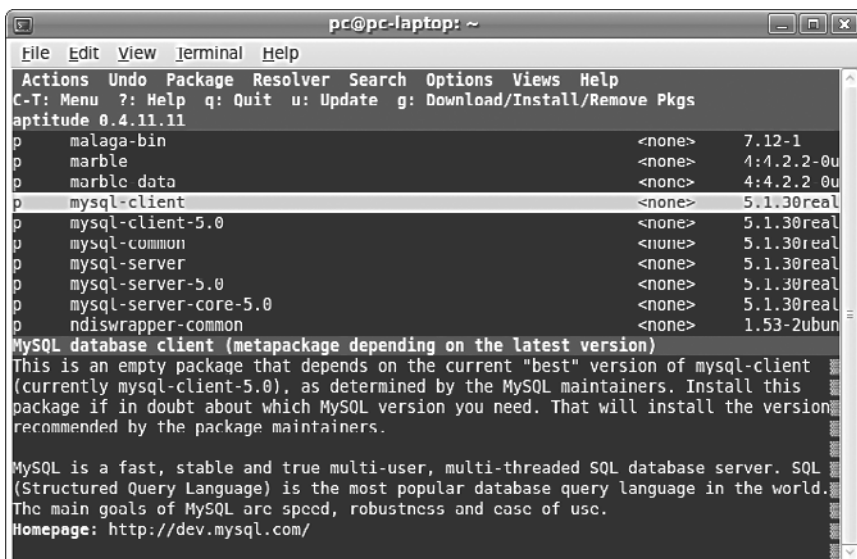 pc@pc-laptop: ~
File Edit View Terminal Help
Actions Undo Package Resolver Search Options Views Help
C-T: Menu ?: Help q: Quit u: Update g: Download/Install/Remove Pkgs
aptitude 0.4.11.11
p malaga-bin <none> 7.12-1
p marble <none> 4:4.2.2-0u
p marble-data <none> 4:4.2.2-0u
p mysql-client <none> 5.1.30real
p mysql-client-5.0 <none> 5.1.30real
p mysql-common <none> 5.1.30real
p mysql-server <none> 5.1.30real
p mysql-server-5.0 <none> 5.1.30real
p mysql-server-core-5.0 <none> 5.1.30real
p ndiswrapper-common <none> 1.53-2ubun
MySQL database client (metapackage depending on the latest version)
This is an empty package that depends on the current "best" version of mysql-client
(currently mysql-client-5.0), as determined by the MySQL maintainers. Install this
package if in doubt about which MySQL version you need. That will install the version
recommended by the package maintainers.
MySQL is a fast, stable and true multi-user, multi-threaded SQL database server. SQL
(Structured Query Language) is the most popular database query language in the world.
The main goals of MySQL are speed, robustness and ease of use.
Homepage: http://dev.mysql.com/